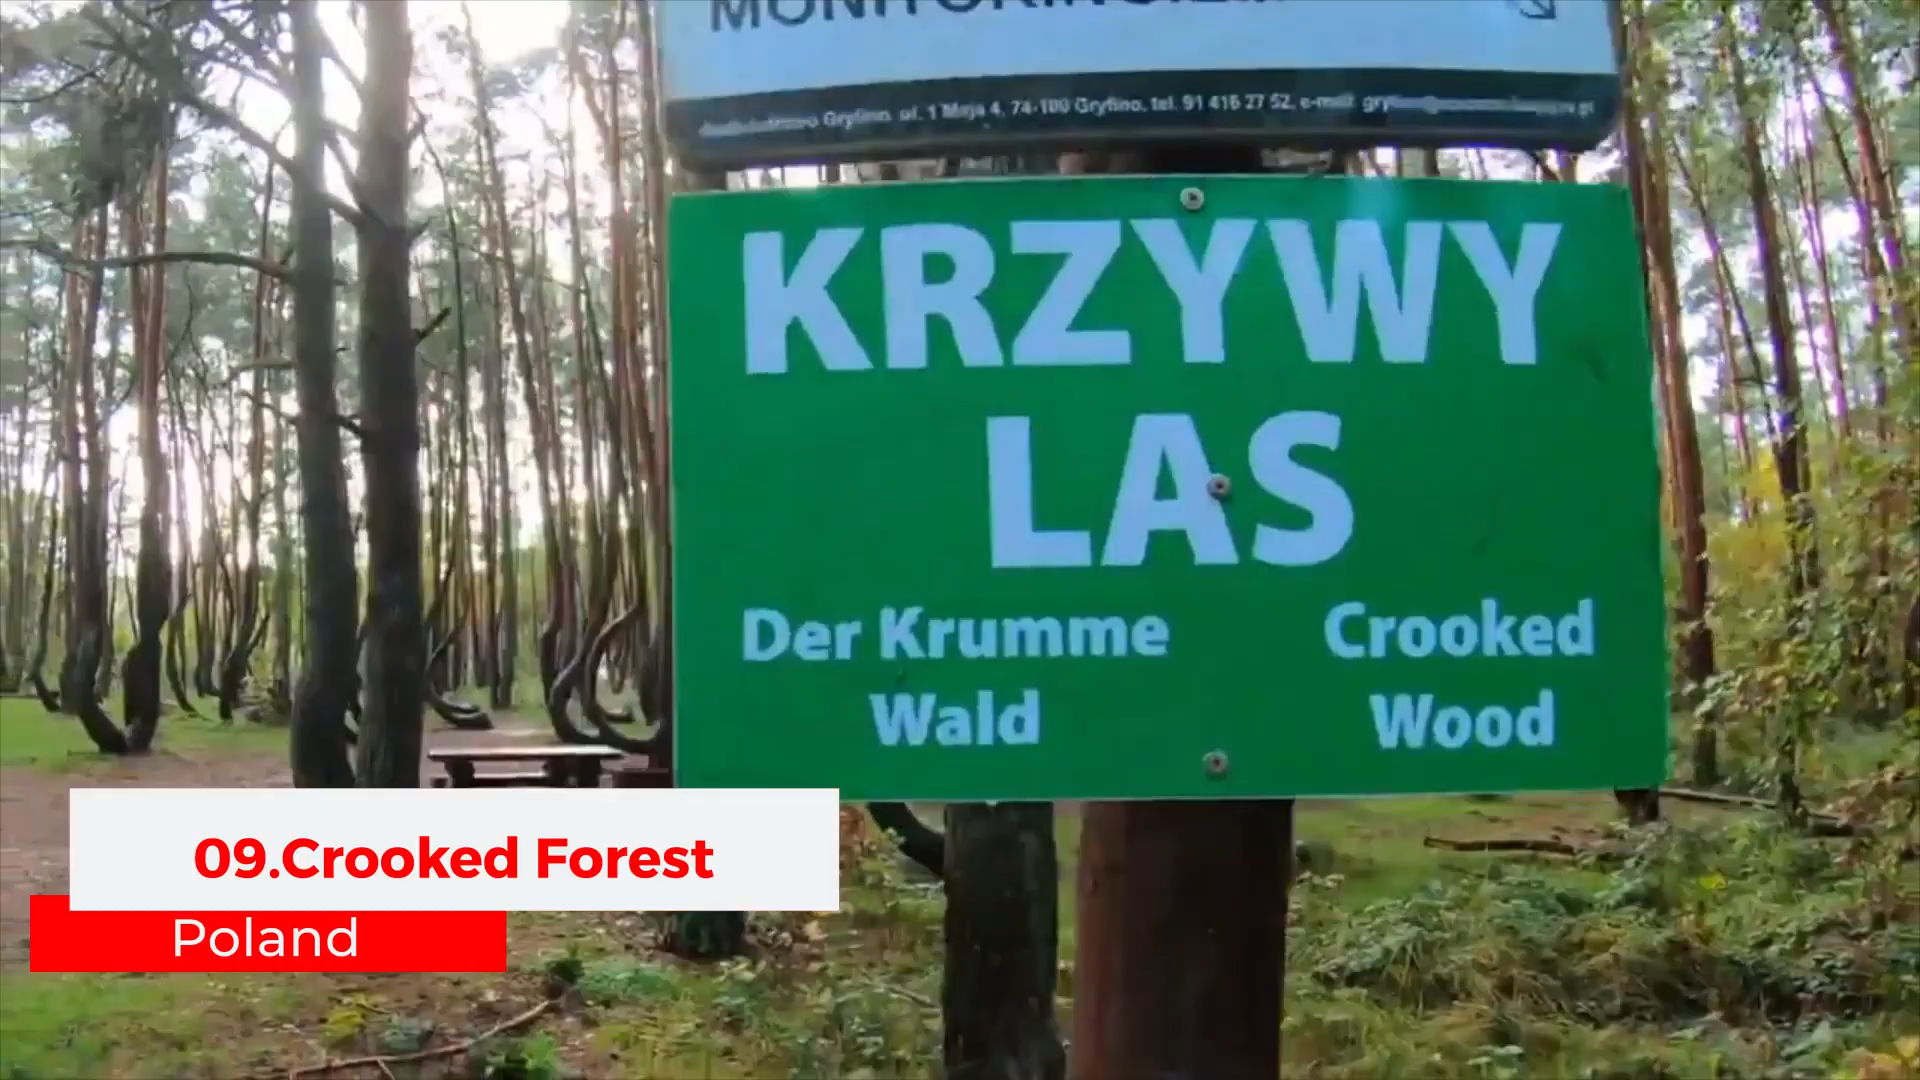 ul. 1 Maja 4, 74-100 Gryfino, tel. 91 416 27 52, e-mail:
KRZYWY
LAS
Der Krumme
Wald
Crooked
Wood
09.Crooked Forest
Poland